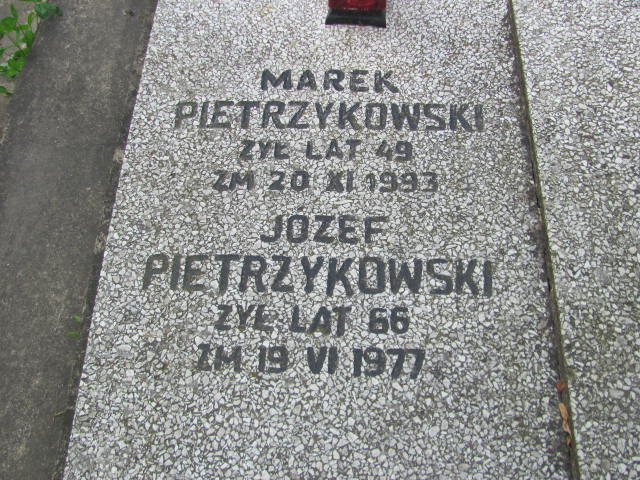 MAREK
PIETRZYKOWSKI
ŻYŁ LAT 49
ZM 20 XI 1993
JÓZEF
PIETRZYKOWSKI
ŻYŁ LAT 66
ZM 19 VI 1977